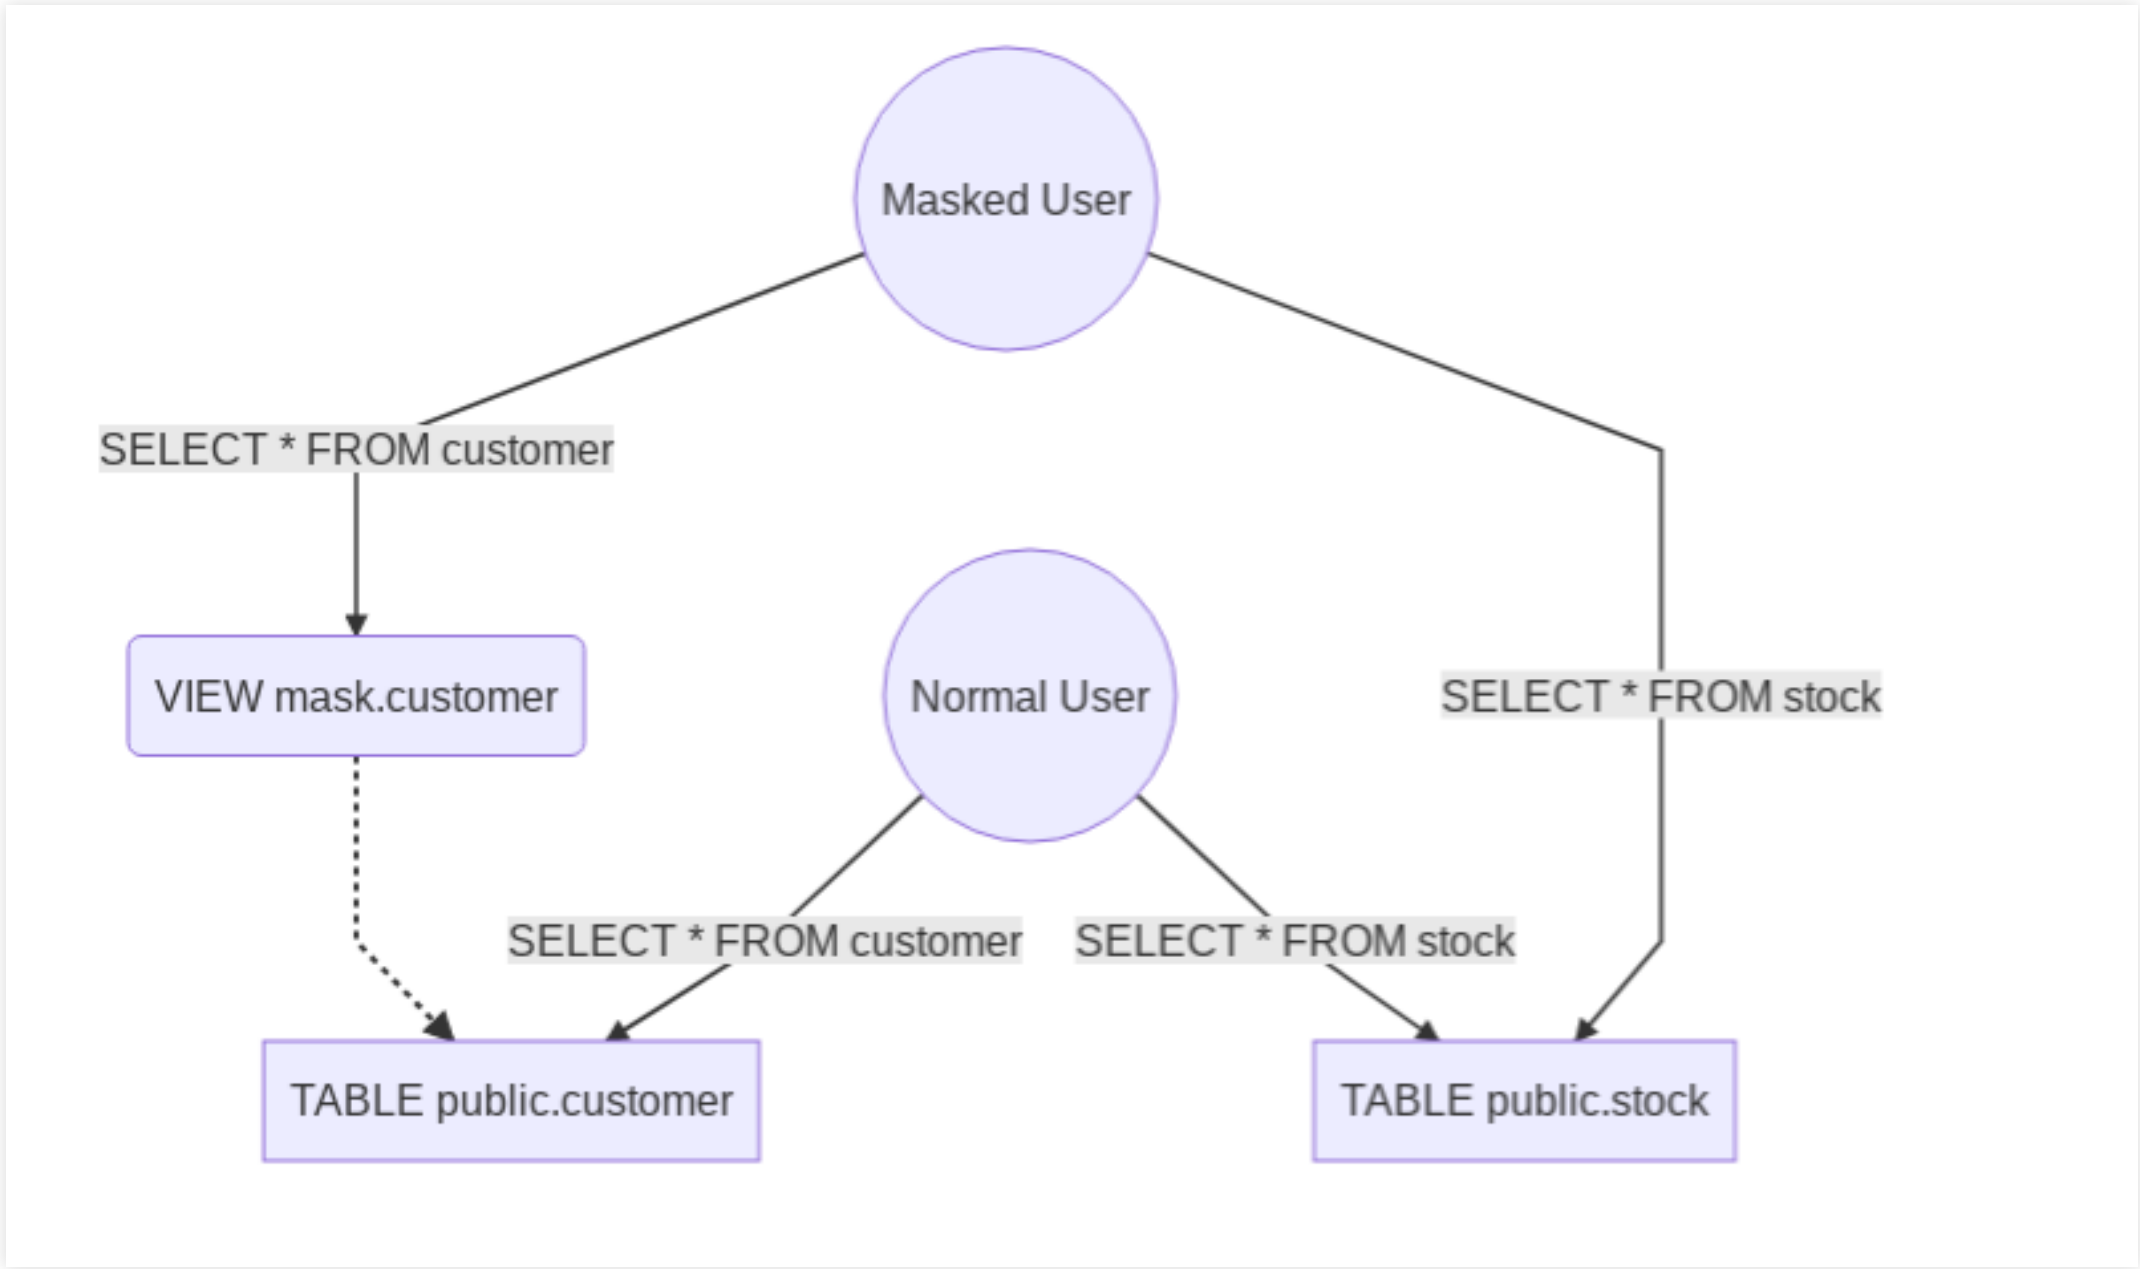 Masked User
SELECT * FROM customer
VIEW mask.customer
Normal User
SELECT * FROM stock
SELECT * FROM customer
SELECT * FROM stock
TABLE public.customer
TABLE public.stock